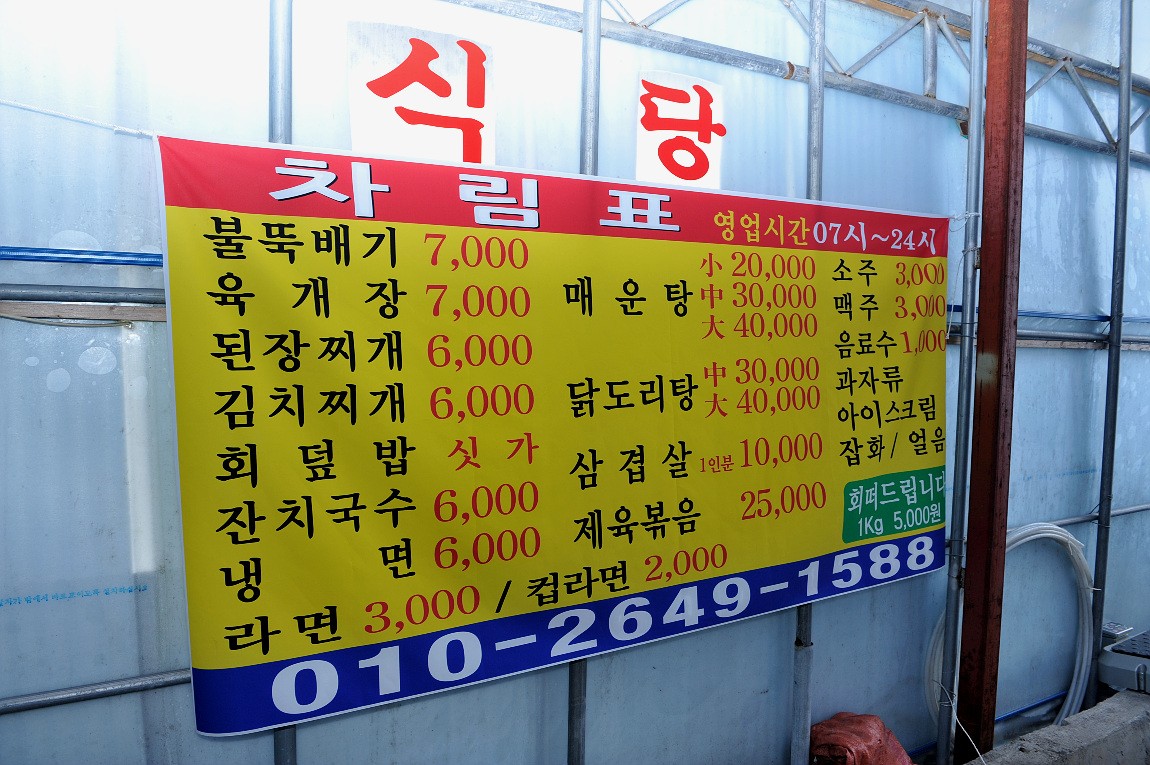 식당
차림표 영업시간 07시~24시
불뚝배기 7,000
육개장 7,000
된장찌개 6,000
김치찌개 6,000
회덮밥 싯가
잔치국수 6,000
냉면 6,000
라면 3,000 / 컵라면 2,000
매운탕 小 20,000
中 30,000
大 40,000
닭도리탕 中 30,000
大 40,000
삼겹살 1인분 10,000
제육볶음 25,000
소주 3,000
맥주 3,000
음료수 1,000
과자류
아이스크림
잡화/얼음
회떠드립니다
1Kg 5,000원
010-2649-1588